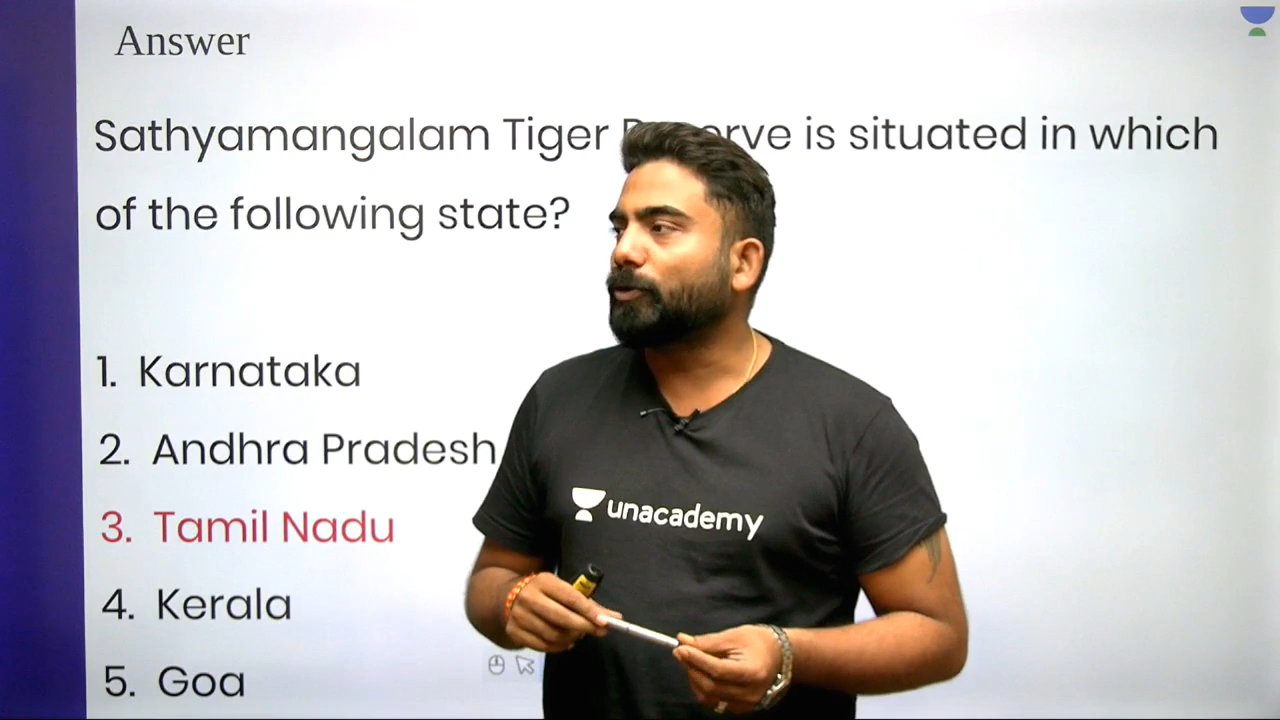 Answer
Sathyamangalam Tiger Reserve is situated in which
of the following state?
1. Karnataka
2. Andhra Pradesh
3. Tamil Nadu
4. Kerala
5. Goa
unacademy